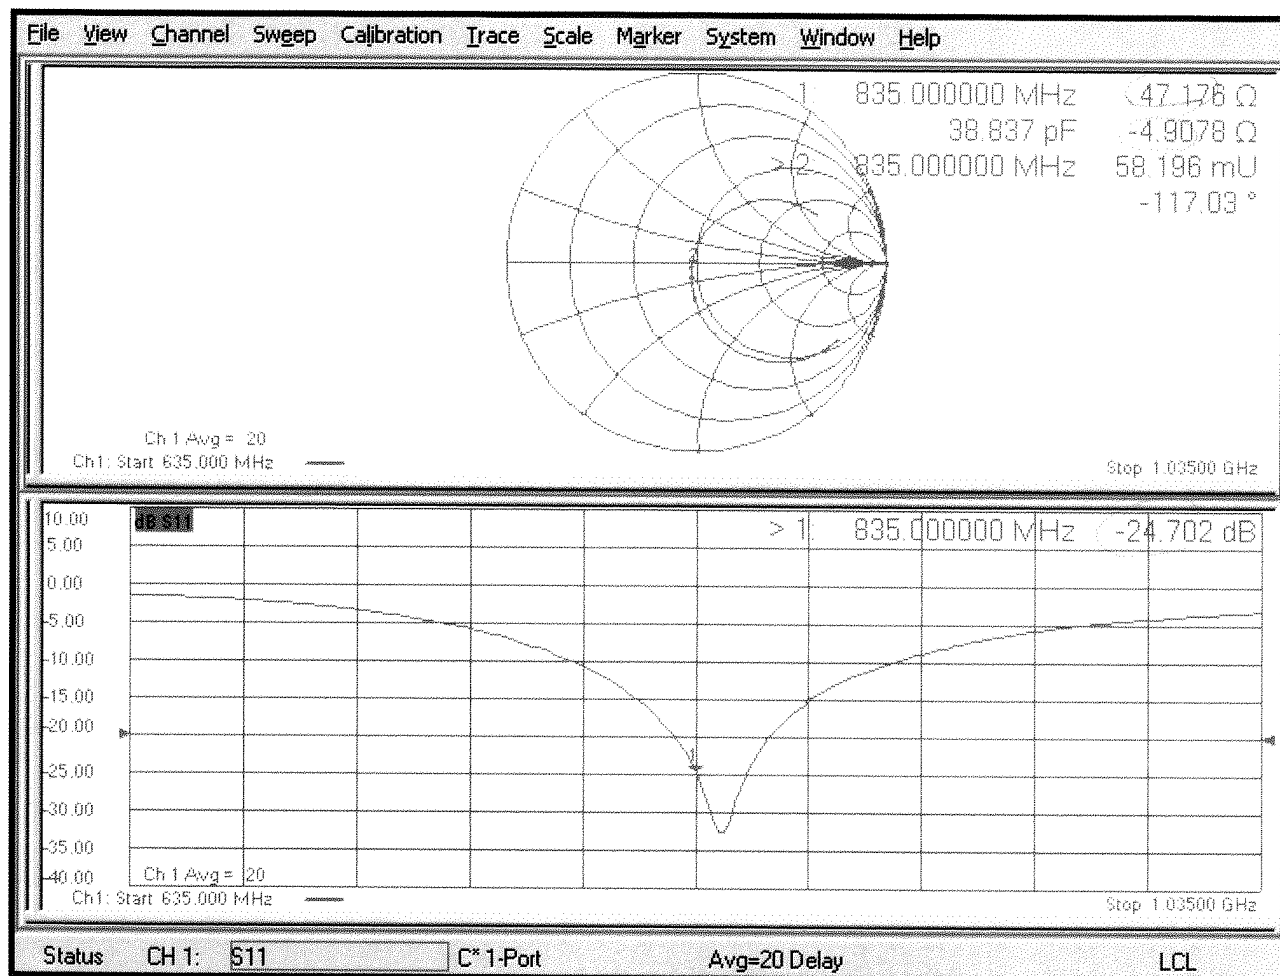 File View Channel Sweep Calibration Trace Scale Marker System Window Help
1: 835.000000 MHz 47.176 Ω
38.837 pF -4.9078 Ω
> 2: 835.000000 MHz 58.196 mU
-117.03 °
Ch 1 Avg = 20
Ch1: Start 635.000 MHz
Stop 1.03500 GHz
10.00
dB S11
> 1: 835.000000 MHz -24.702 dB
5.00
0.00
-5.00
-10.00
-15.00
-20.00
1
-25.00
-30.00
-35.00
-40.00
Ch 1 Avg = 20
Ch1: Start 635.000 MHz
Stop 1.03500 GHz
Status CH 1: S11 C* 1-Port Avg=20 Delay LCL